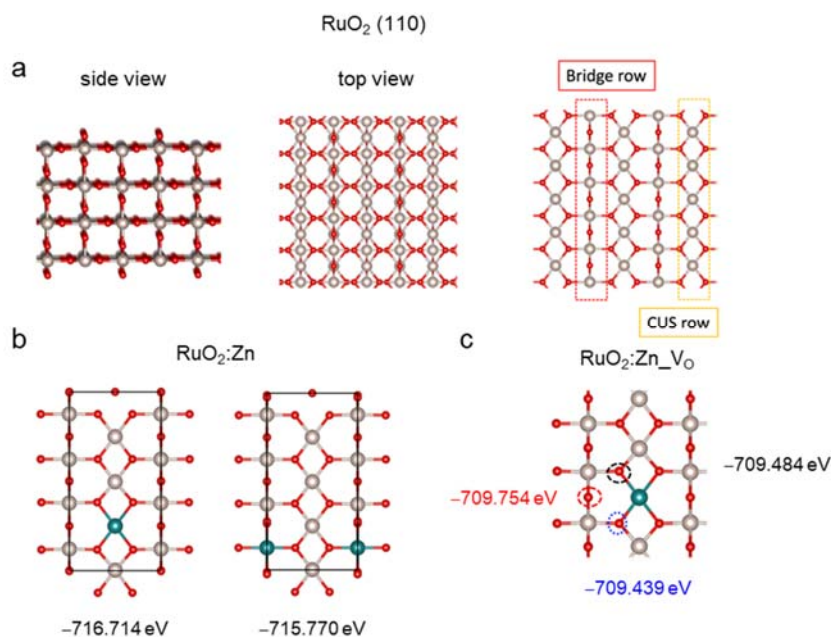 RuO₂ (110)
a
side view
top view
Bridge row
CUS row
b
RuO₂:Zn
−716.714 eV
−715.770 eV
c
RuO₂:Zn_V_O
−709.754 eV
−709.484 eV
−709.439 eV